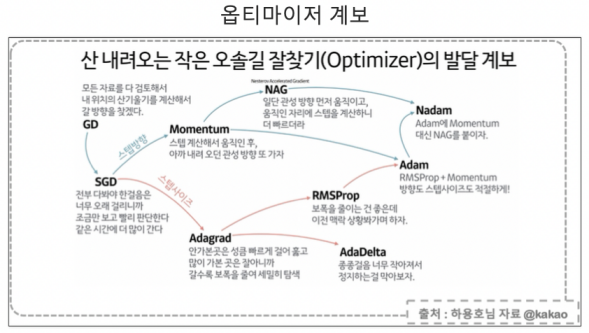 옵티마이저 계보
산 내려오는 작은 오솔길 잘찾기(Optimizer)의 발달 계보
모든 자료를 다 검토해서
내 위치의 산기울기를 계산해서
갈 방향을 찾겠다.
GD
스텝방향
SGD
전부 다봐야 한걸음은
너무 오래 걸리니까
조금만 보고 빨리 판단한다
같은 시간에 더 많이 간다
스텝사이즈
Momentum
스텝 계산해서 움직인 후,
아까 내려 오던 관성 방향 또 가자
Nesterov Accelerated Gradient
NAG
일단 관성 방향 먼저 움직이고,
움직인 자리에 스텝을 계산하니
더 빠르더라
Nadam
Adam에 Momentum
대신 NAG를 붙이자.
Adam
RMSProp + Momentum
방향도 스텝사이즈도 적절하게!
RMSProp
보폭을 줄이는 건 좋은데
이전 맥락 상황봐가며 하자.
Adagrad
안가본곳은 성큼 빠르게 걸어 훑고
많이 가본 곳은 잘아니까
갈수록 보폭을 줄여 세밀히 탐색
AdaDelta
종종걸음 너무 작아져서
정지하는걸 막아보자.
출처 : 하용호님 자료 @kakao